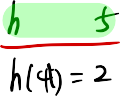 h 5
h(4) = 2